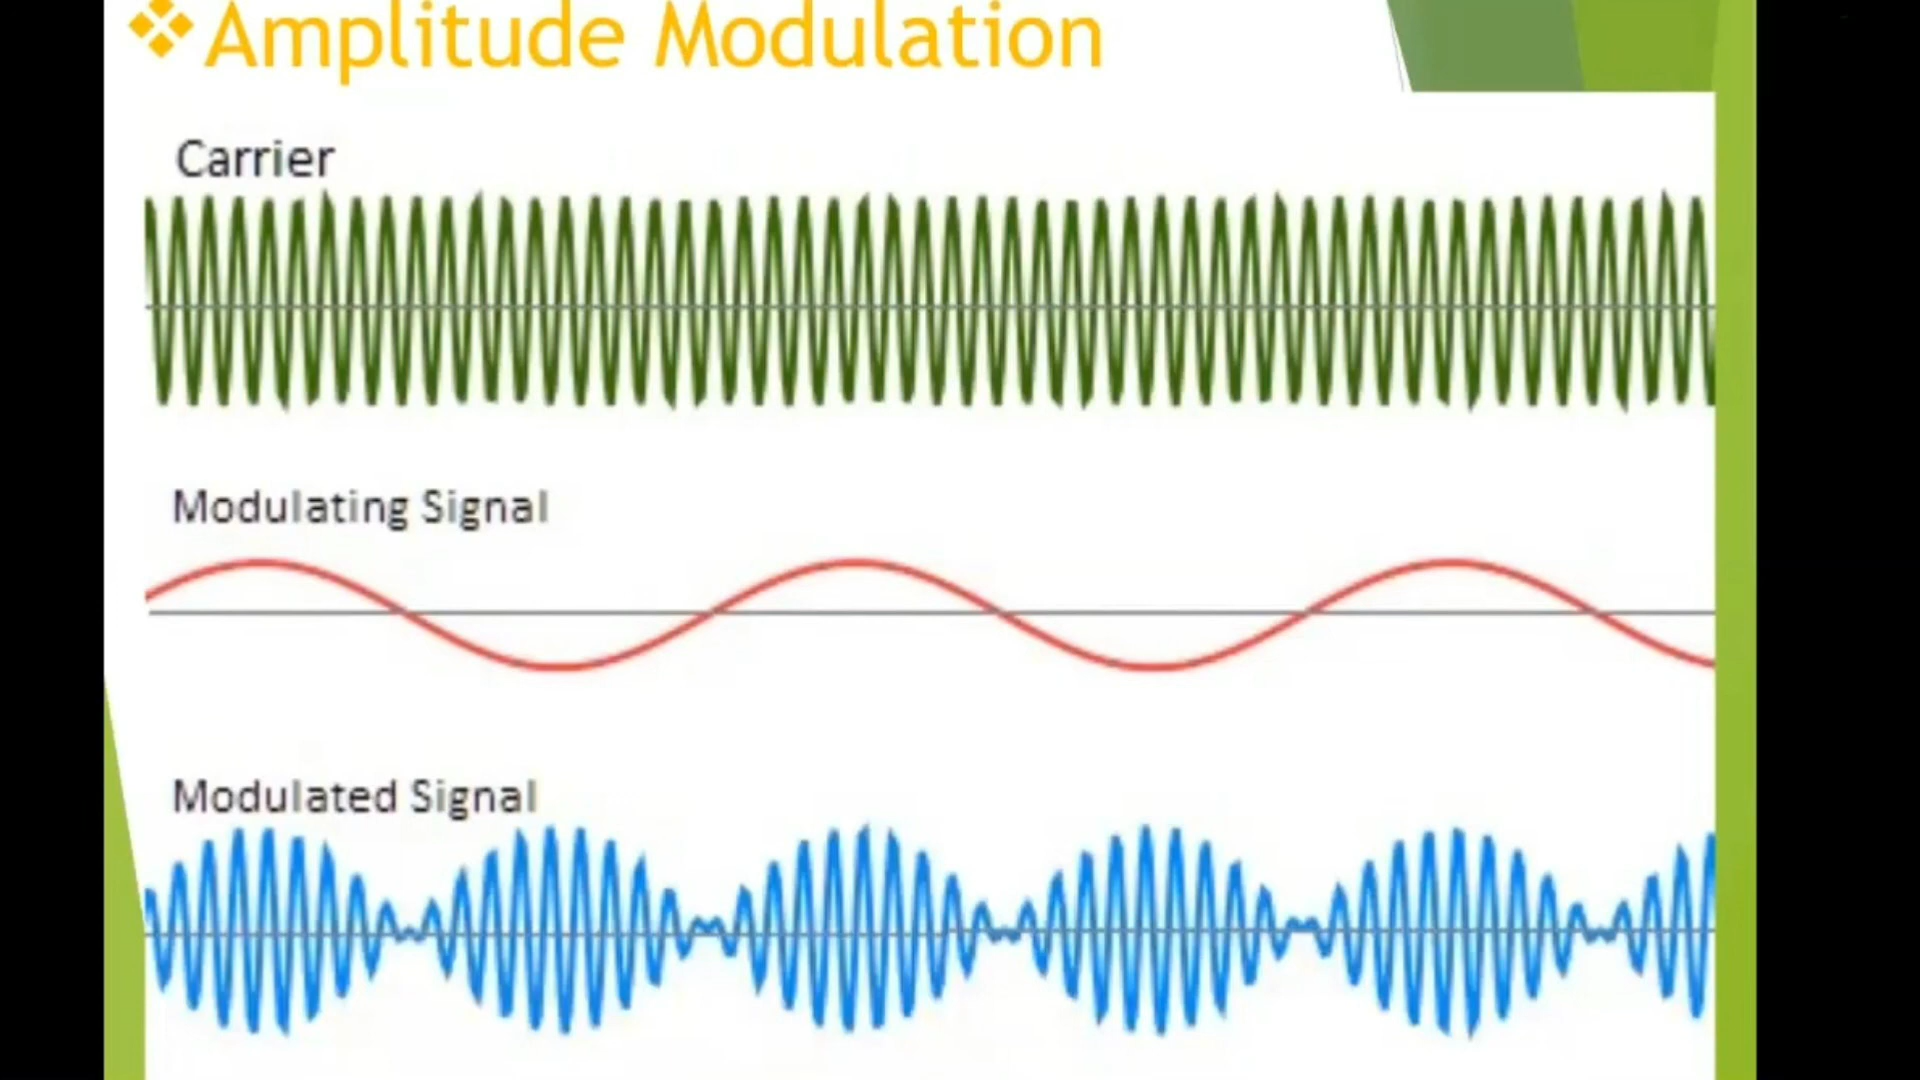 Amplitude Modulation
Carrier
Modulating Signal
Modulated Signal